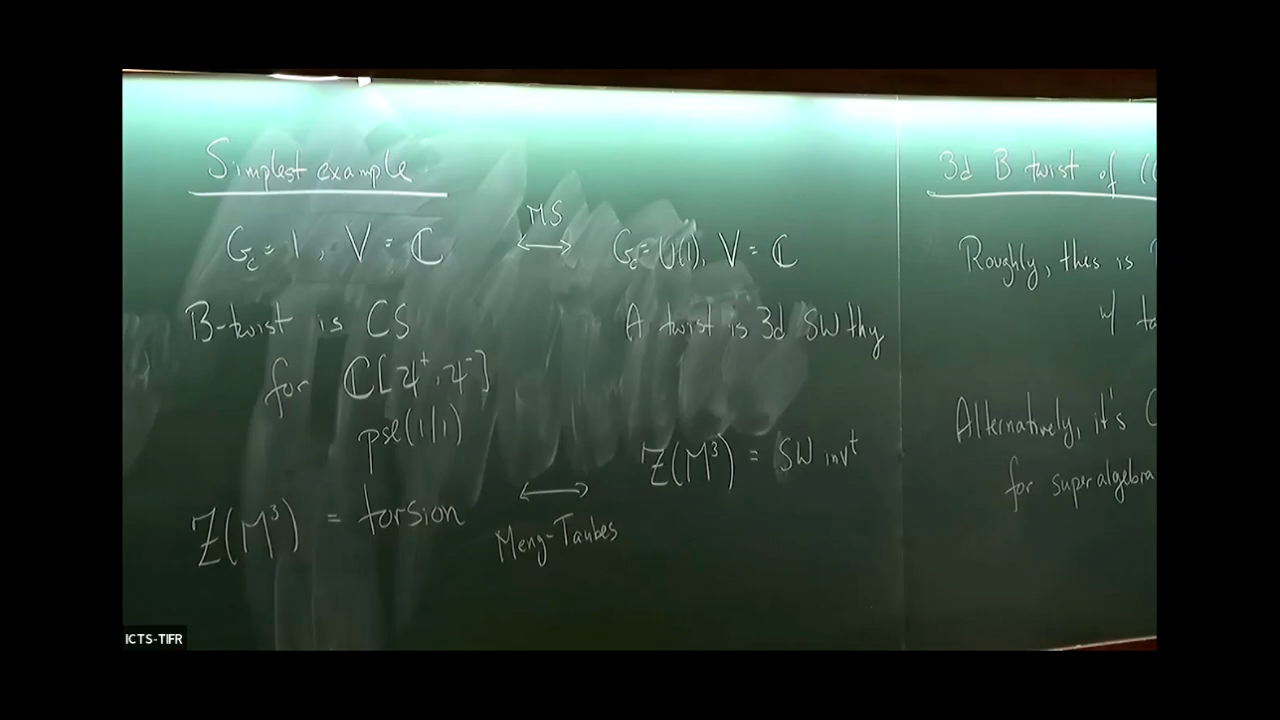 Simplest example
G_c = 1, V = ℂ
MS
⟷
G_c = U(1), V = ℂ
B-twist is CS
for ℂ[ψ⁺, ψ⁻]
psl(1|1)
A twist is 3d SW thy
Z(M³) = SW invᵗ
Z(M³) = torsion
⟷
Meng-Taubes
3d B twist of
Roughly, this is
w/
Alternatively, it's
for superalgebra
ICTS-TIFR